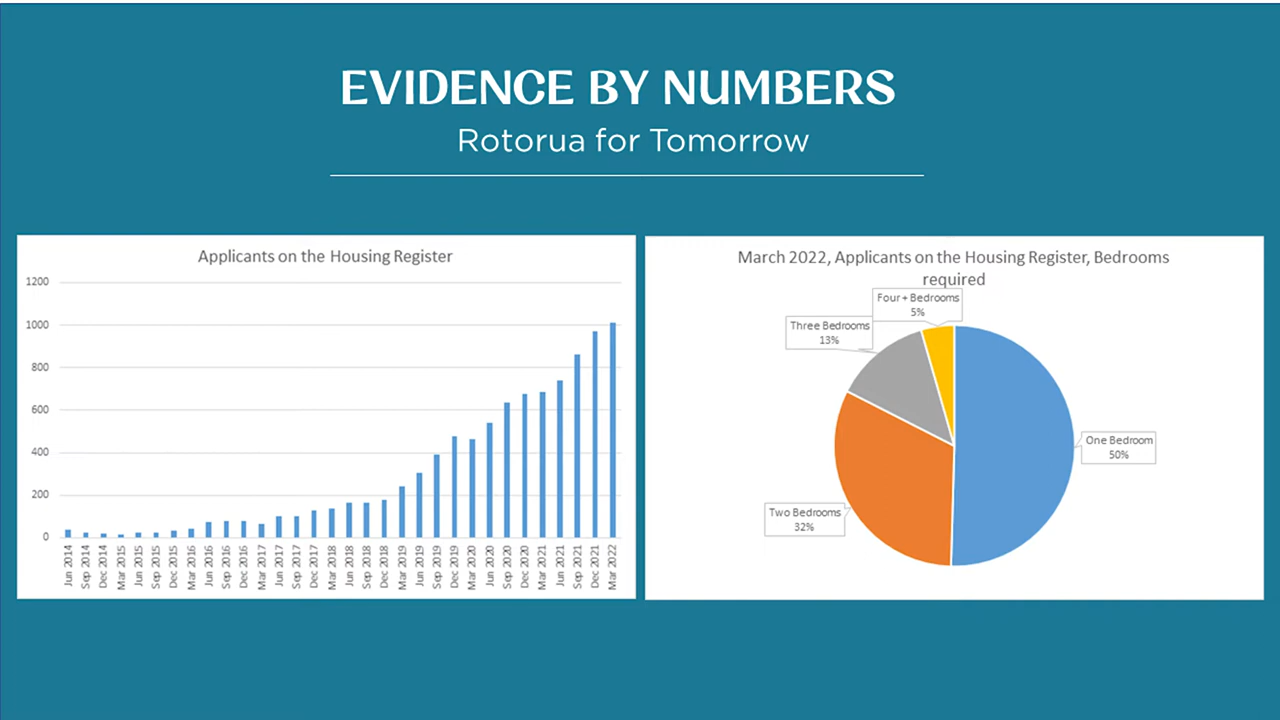 EVIDENCE BY NUMBERS
Rotorua for Tomorrow
Applicants on the Housing Register
1200
1000
800
600
400
200
0
Jun 2014
Sep 2014
Dec 2014
Mar 2015
Jun 2015
Sep 2015
Dec 2015
Mar 2016
Jun 2016
Sep 2016
Dec 2016
Mar 2017
Jun 2017
Sep 2017
Dec 2017
Mar 2018
Jun 2018
Sep 2018
Dec 2018
Mar 2019
Jun 2019
Sep 2019
Dec 2019
Mar 2020
Jun 2020
Sep 2020
Dec 2020
Mar 2021
Jun 2021
Sep 2021
Dec 2021
Mar 2022
March 2022, Applicants on the Housing Register, Bedrooms
required
Four + Bedrooms
5%
Three Bedrooms
13%
One Bedroom
50%
Two Bedrooms
32%